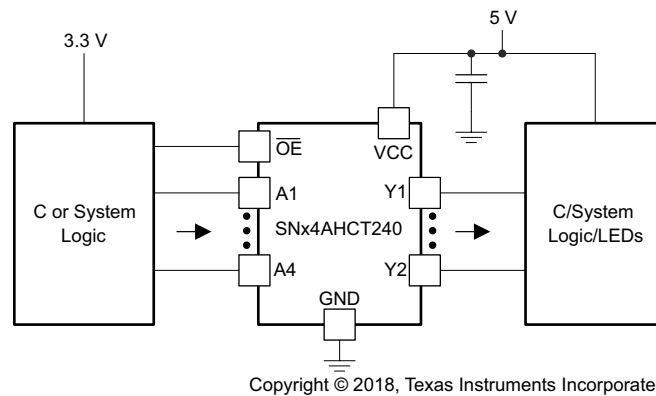 5 V
3.3 V
OE
VCC
A1
Y1
C or System
Logic
SNx4AHCT240
C/System
Logic/LEDs
A4
Y2
GND
Copyright © 2018, Texas Instruments Incorporate